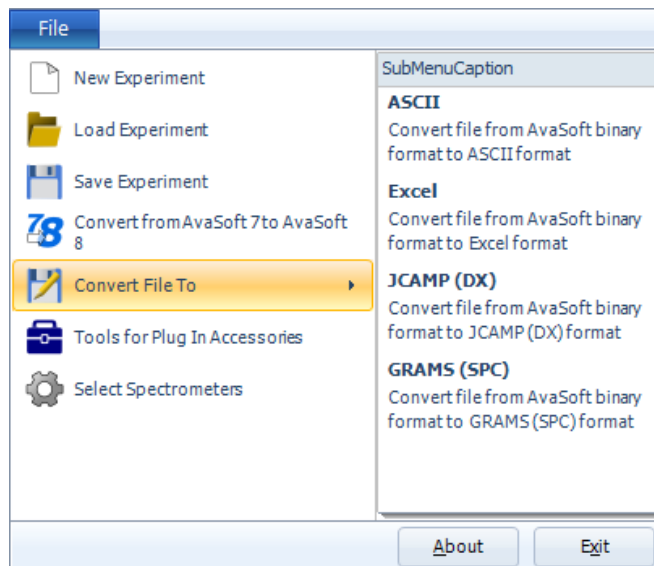 File
New Experiment
Load Experiment
Save Experiment
78
Convert from AvaSoft 7 to AvaSoft
8
Convert File To
Tools for Plug In Accessories
Select Spectrometers
SubMenuCaption
ASCII
Convert file from AvaSoft binary
format to ASCII format
Excel
Convert file from AvaSoft binary
format to Excel format
JCAMP (DX)
Convert file from AvaSoft binary
format to JCAMP (DX) format
GRAMS (SPC)
Convert file from AvaSoft binary
format to GRAMS (SPC) format
About
Exit